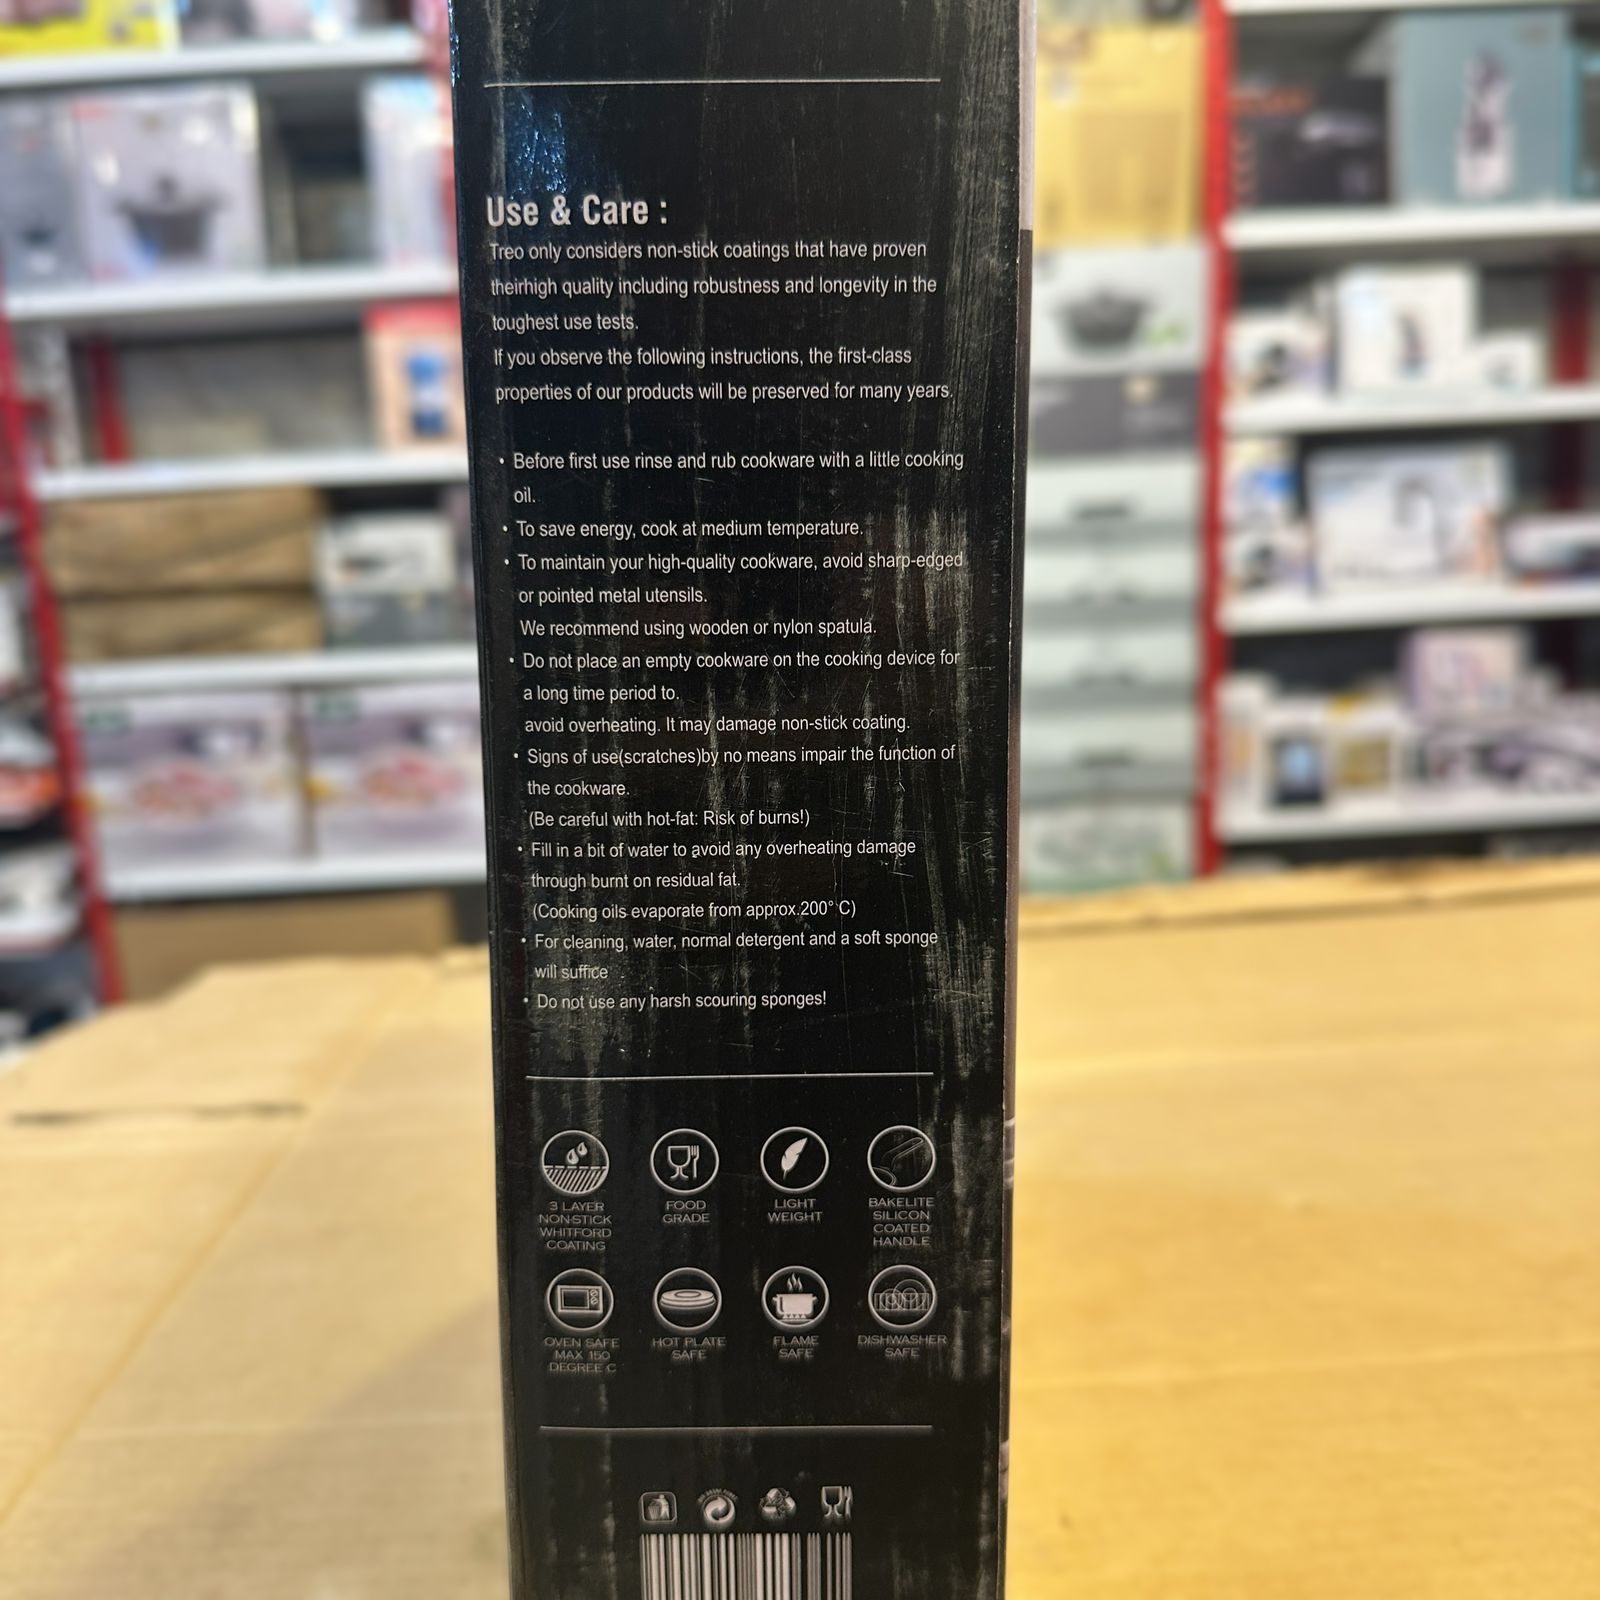 Use & Care :
Treo only considers non-stick coatings that have proven
theirhigh quality including robustness and longevity in the
toughest use tests.
If you observe the following instructions, the first-class
properties of our products will be preserved for many years.
• Before first use rinse and rub cookware with a little cooking
oil.
• To save energy, cook at medium temperature.
• To maintain your high-quality cookware, avoid sharp-edged
or pointed metal utensils.
We recommend using wooden or nylon spatula.
• Do not place an empty cookware on the cooking device for
a long time period to.
avoid overheating. It may damage non-stick coating.
• Signs of use(scratches)by no means impair the function of
the cookware.
(Be careful with hot-fat: Risk of burns!)
• Fill in a bit of water to avoid any overheating damage
through burnt on residual fat.
(Cooking oils evaporate from approx.200° C)
• For cleaning, water, normal detergent and a soft sponge
will suffice .
• Do not use any harsh scouring sponges!
3 LAYER
NON-STICK
WHITFORD
COATING
FOOD
GRADE
LIGHT
WEIGHT
BAKELITE
SILICON
COATED
HANDLE
OVEN SAFE
MAX 150
DEGREE C
HOT PLATE
SAFE
FLAME
SAFE
DISHWASHER
SAFE